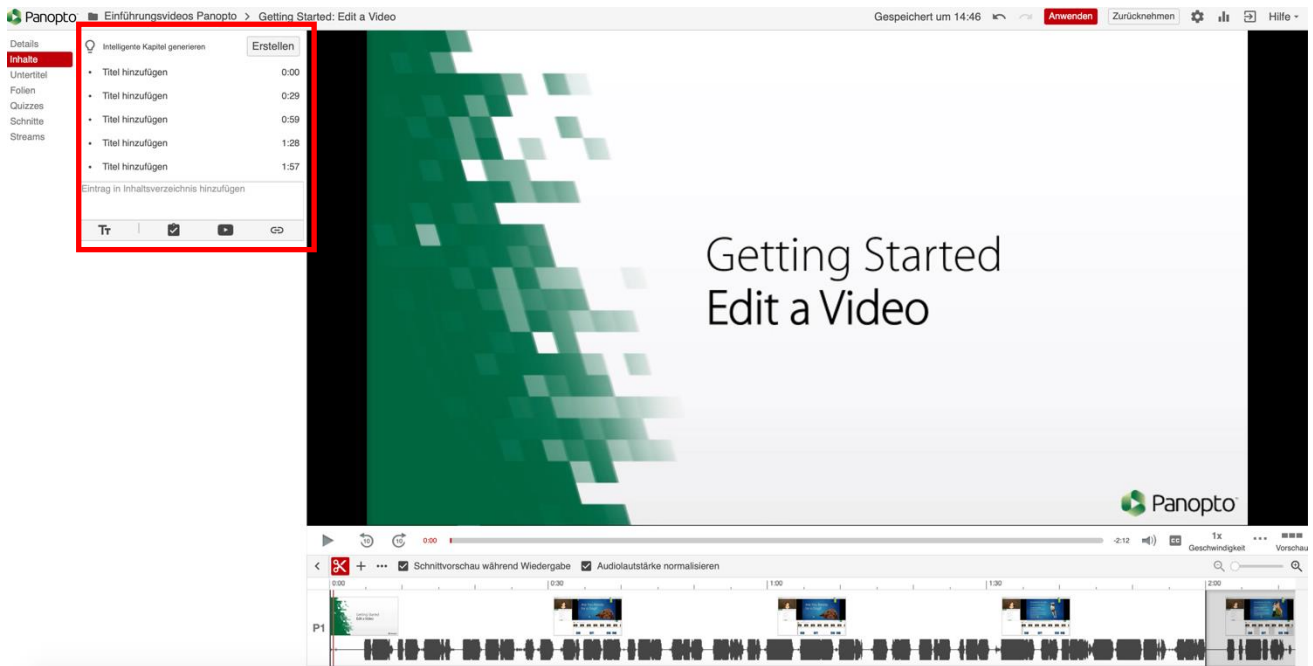 Panopto Einführungsvideos Panopto > Getting Started: Edit a Video Gespeichert um 14:46 Anwenden Zurücknehmen Hilfe
Details
Inhalte
Untertitel
Folien
Quizzes
Schnitte
Streams
Intelligente Kapitel generieren Erstellen
• Titel hinzufügen 0:00
• Titel hinzufügen 0:29
• Titel hinzufügen 0:59
• Titel hinzufügen 1:28
• Titel hinzufügen 1:57
Eintrag in Inhaltsverzeichnis hinzufügen
Getting Started
Edit a Video
Panopto
10 10 0:00 -2:12 CC 1x Geschwindigkeit ... Vorschau
Schnittvorschau während Wiedergabe Audiolautstärke normalisieren
0:00 0:30 1:00 1:30 2:00
P1